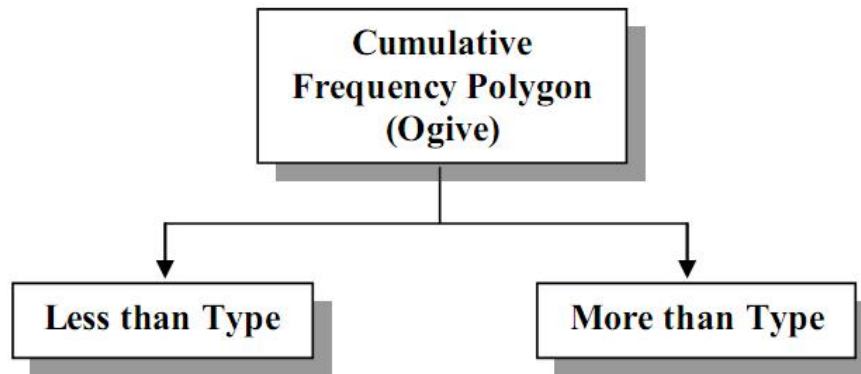 Cumulative
Frequency Polygon
(Ogive)
Less than Type
More than Type